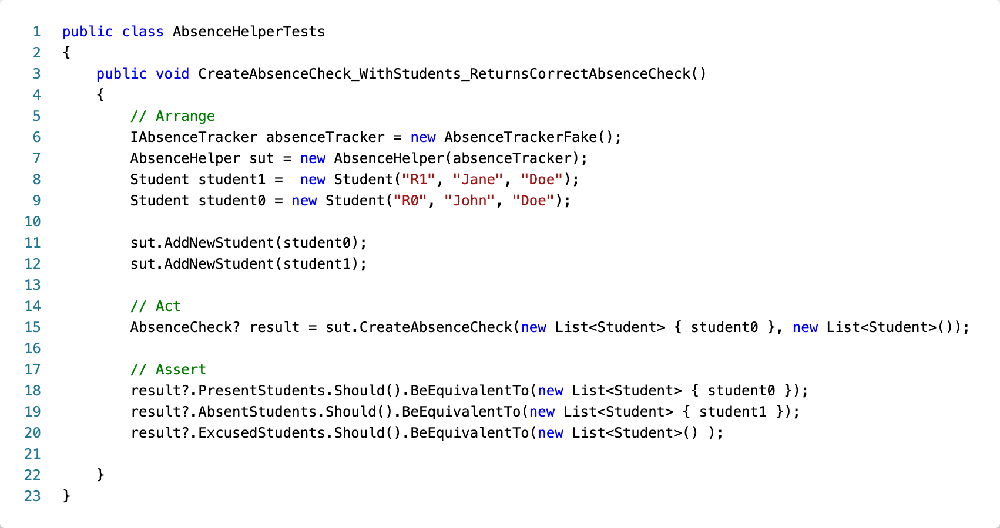 1 public class AbsenceHelperTests
2 {
3 public void CreateAbsenceCheck_WithStudents_ReturnsCorrectAbsenceCheck()
4 {
5 // Arrange
6 IAbsenceTracker absenceTracker = new AbsenceTrackerFake();
7 AbsenceHelper sut = new AbsenceHelper(absenceTracker);
8 Student student1 =  new Student("R1", "Jane", "Doe");
9 Student student0 = new Student("R0", "John", "Doe");
10
11 sut.AddNewStudent(student0);
12 sut.AddNewStudent(student1);
13
14 // Act
15 AbsenceCheck? result = sut.CreateAbsenceCheck(new List<Student> { student0 }, new List<Student>());
16
17 // Assert
18 result?.PresentStudents.Should().BeEquivalentTo(new List<Student> { student0 });
19 result?.AbsentStudents.Should().BeEquivalentTo(new List<Student> { student1 });
20 result?.ExcusedStudents.Should().BeEquivalentTo(new List<Student>() );
21
22 }
23 }